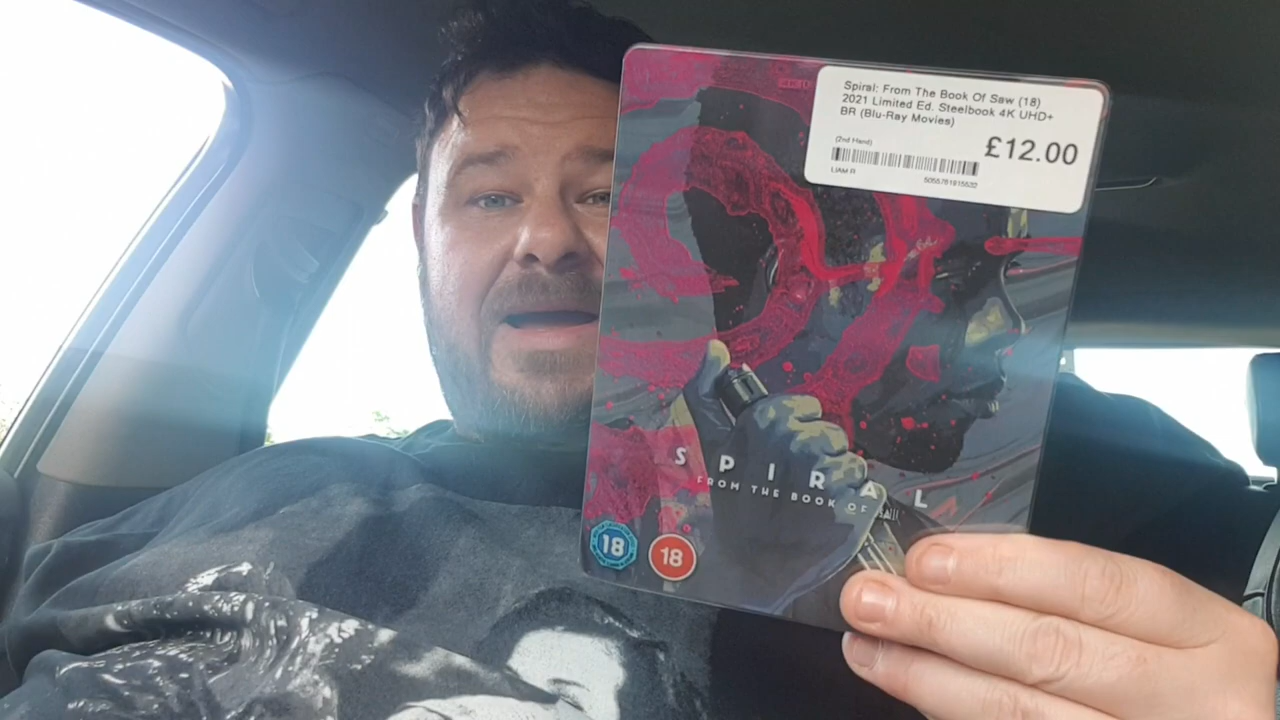 Spiral: From The Book Of Saw (18)
2021 Limited Ed. Steelbook 4K UHD+
BR (Blu-Ray Movies)
(2nd Hand)
£12.00
LIAM R
5055761915532
SPIRAL
FROM THE BOOK OF SAW
18
18